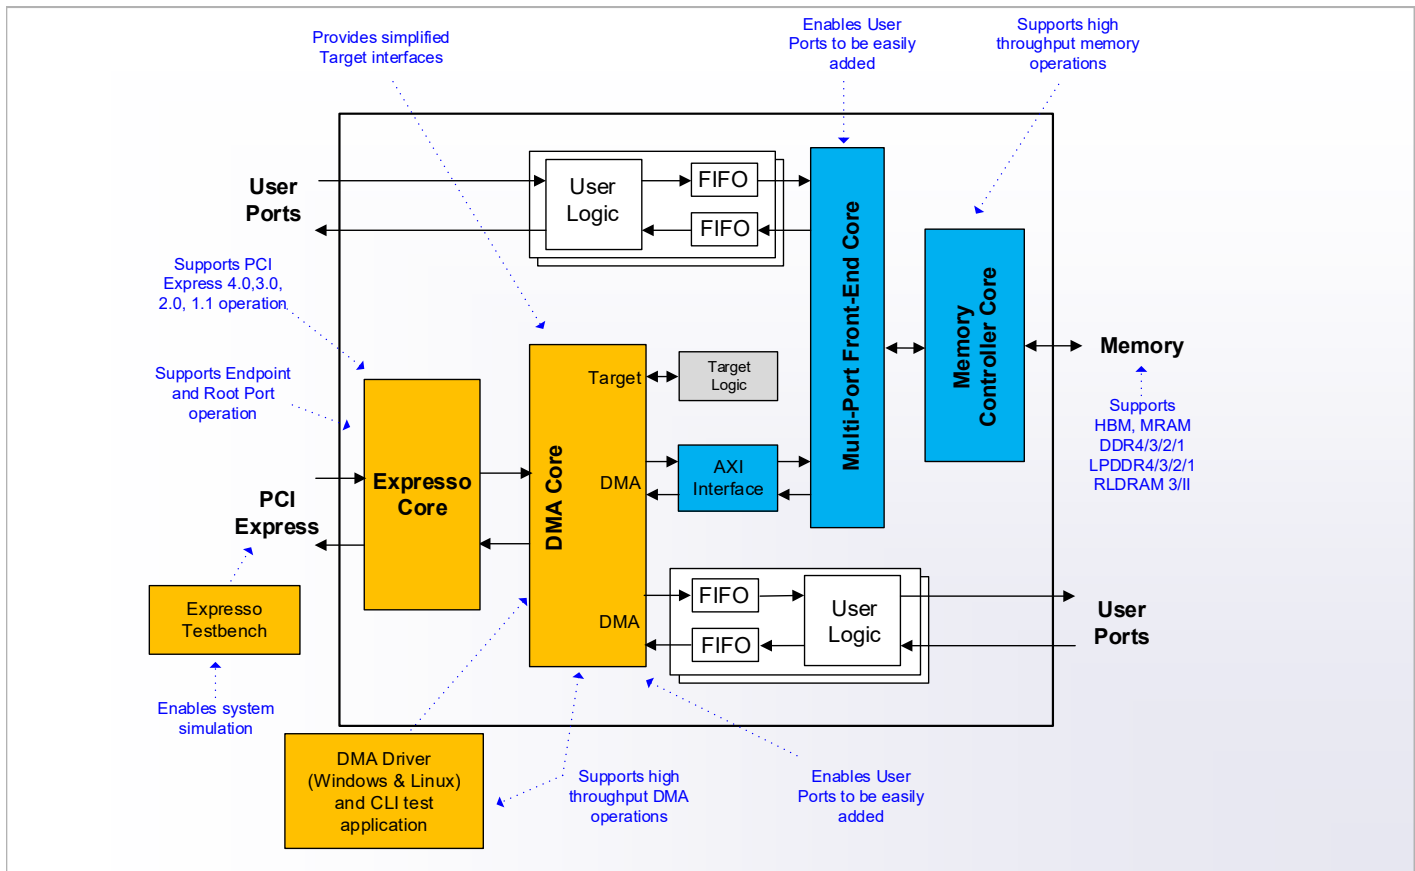 Provides simplified
Target interfaces
Enables User
Ports to be easily
added
Supports high
throughput memory
operations
User
Ports
User
Logic
FIFO
FIFO
Multi-Port Front-End Core
Memory
Controller Core
Supports PCI
Express 4.0,3.0,
2.0, 1.1 operation
Supports Endpoint
and Root Port
operation
Expresso
Core
PCI
Express
DMA Core
Target
DMA
DMA
Target
Logic
AXI
Interface
Memory
Supports
HBM, MRAM
DDR4/3/2/1
LPDDR4/3/2/1
RLDRAM 3/II
FIFO
FIFO
User
Logic
User
Ports
Expresso
Testbench
Enables system
simulation
DMA Driver
(Windows & Linux)
and CLI test
application
Supports high
throughput DMA
operations
Enables User
Ports to be easily
added